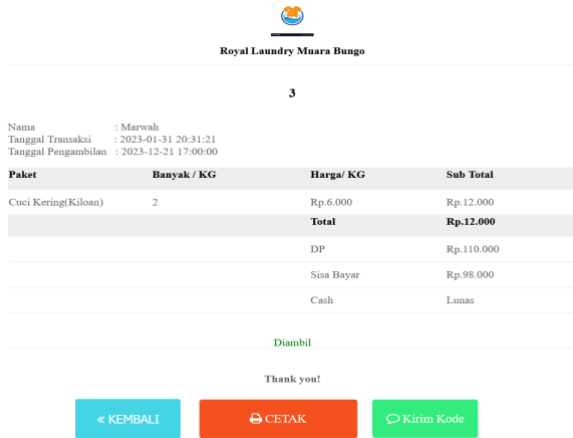 Royal Laundry Muara Bungo
3
Nama : Marwah
Tanggal Transaksi : 2023-01-31 20:31:21
Tanggal Pengambilan : 2023-12-21 17:00:00
Paket Banyak / KG Harga/ KG Sub Total
Cuci Kering(Kiloan) 2 Rp.6.000 Rp.12.000
Total Rp.12.000
DP Rp.110.000
Sisa Bayar Rp.98.000
Cash Lunas
Diambil
Thank you!
« KEMBALI CETAK Kirim Kode